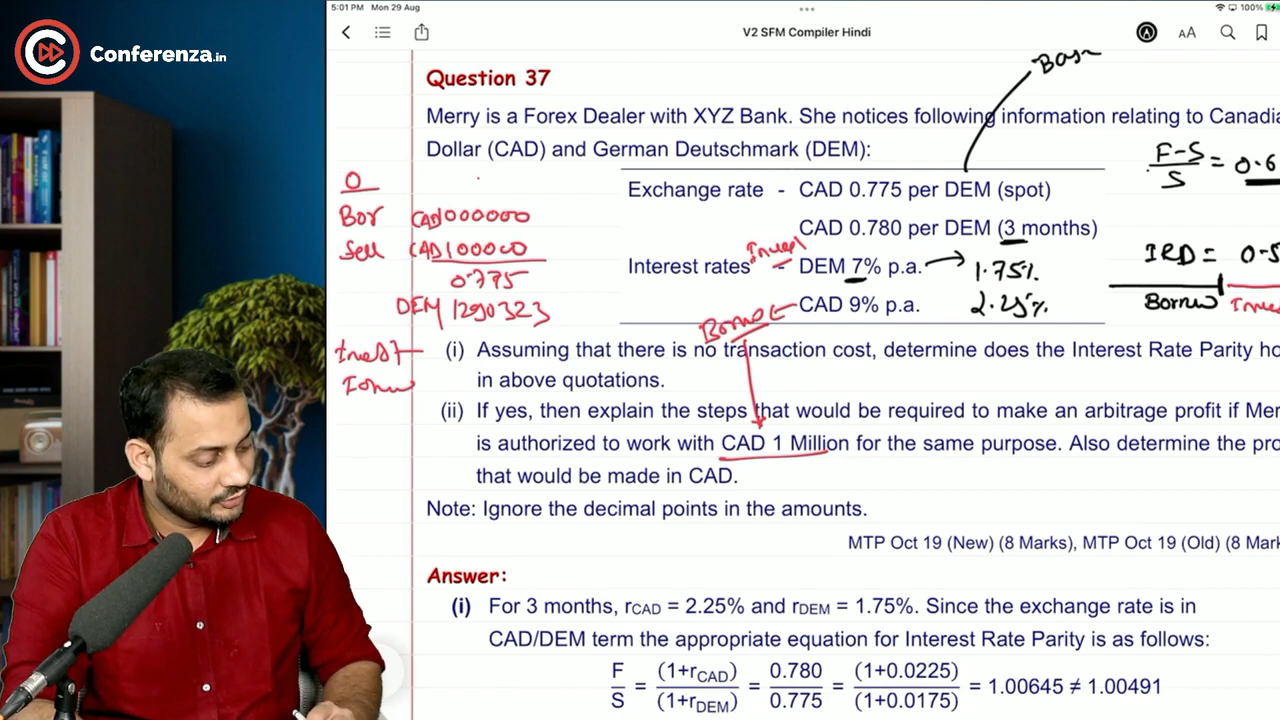 5:01 PM Mon 29 Aug
100%
Conferenza.in
V2 SFM Compiler Hindi
AA
Question 37
Base
Merry is a Forex Dealer with XYZ Bank. She notices following information relating to Canadia
Dollar (CAD) and German Deutschmark (DEM):
F-S
S
= 0.6
Exchange rate - CAD 0.775 per DEM (spot)
CAD 0.780 per DEM (3 months)
Interest rates - DEM 7% p.a.
Invest
1.75%
CAD 9% p.a.
2.25%
Borrow
IRD = 0.5
Borrow
Inves
0
Bor CAD 1000000
Sell CAD 1000000
0.775
DEM 1290323
Invest
(i) Assuming that there is no transaction cost, determine does the Interest Rate Parity ho
in above quotations.
(ii) If yes, then explain the steps that would be required to make an arbitrage profit if Mer
is authorized to work with CAD 1 Million for the same purpose. Also determine the pro
that would be made in CAD.
Note: Ignore the decimal points in the amounts.
MTP Oct 19 (New) (8 Marks), MTP Oct 19 (Old) (8 Mar
Answer:
(i) For 3 months, rCAD = 2.25% and rDEM = 1.75%. Since the exchange rate is in
CAD/DEM term the appropriate equation for Interest Rate Parity is as follows:
F/S = (1+rCAD)/(1+rDEM) = 0.780/0.775 = (1+0.0225)/(1+0.0175) = 1.00645 ≠ 1.00491